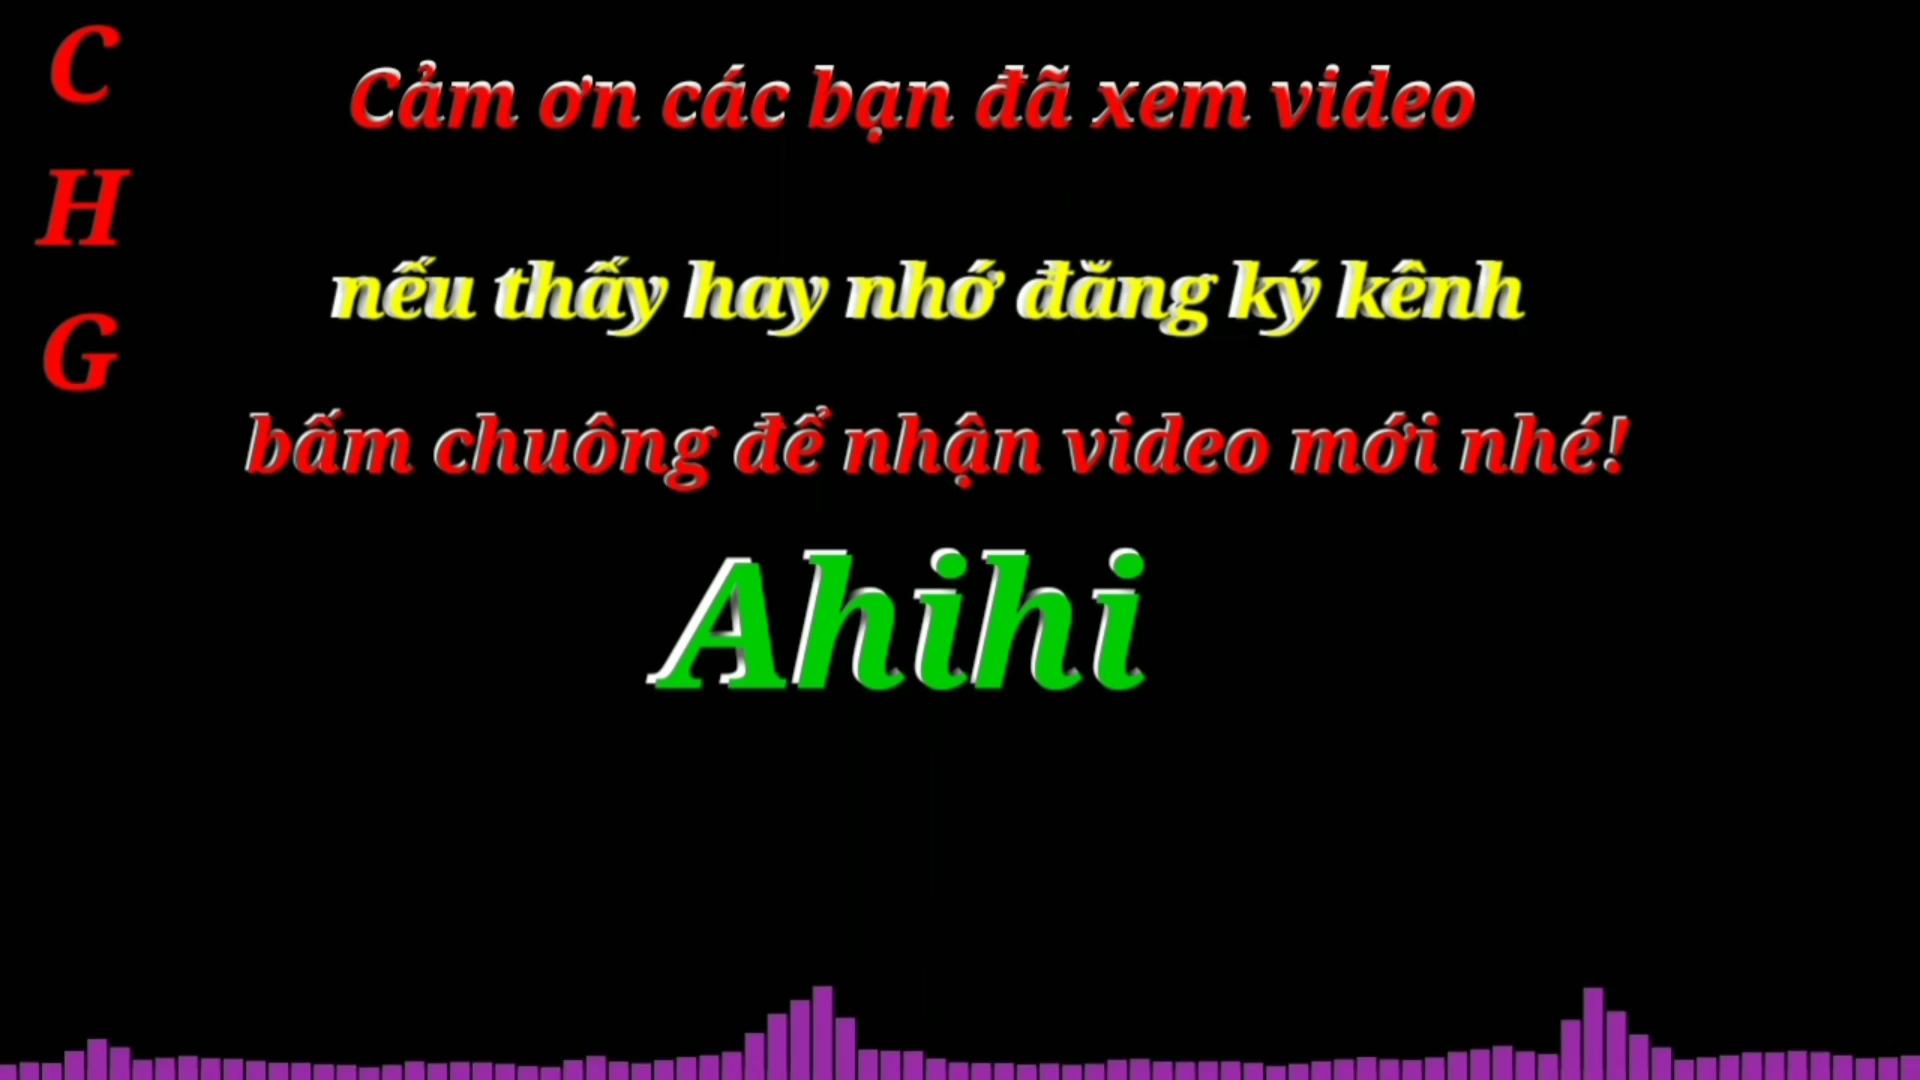 C
H
G
Cảm ơn các bạn đã xem video
nếu thấy hay nhớ đăng ký kênh
bấm chuông để nhận video mới nhé!
Ahihi